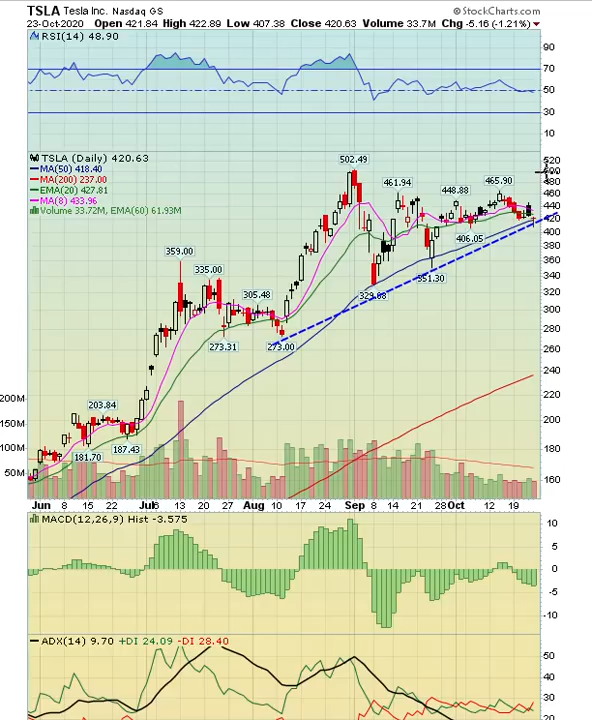 TSLA Tesla Inc. Nasdaq GS © StockCharts.com
23-Oct-2020 Open 421.84 High 422.89 Low 407.38 Close 420.63 Volume 33.7M Chg -5.16 (-1.21%)
RSI(14) 48.90
90
70
50
30
10
TSLA (Daily) 420.63
MA(50) 418.40
MA(200) 237.00
EMA(20) 427.81
MA(8) 433.96
Volume 33.72M, EMA(60) 61.93M
502.49
461.94
448.88
465.90
406.05
351.30
329.88
359.00
335.00
305.48
273.31
273.00
203.84
181.70
187.43
520
480
460
440
420
400
380
360
340
320
300
280
260
240
220
200
180
160
200M
150M
100M
50M
Jun 8 15 22 Jul 6 13 20 27 Aug 10 17 24 Sep 8 14 21 28 Oct 12 19
MACD(12,26,9) Hist -3.575
10
5
0
-5
-10
ADX(14) 9.70 +DI 24.09 -DI 28.40
50
40
30
20